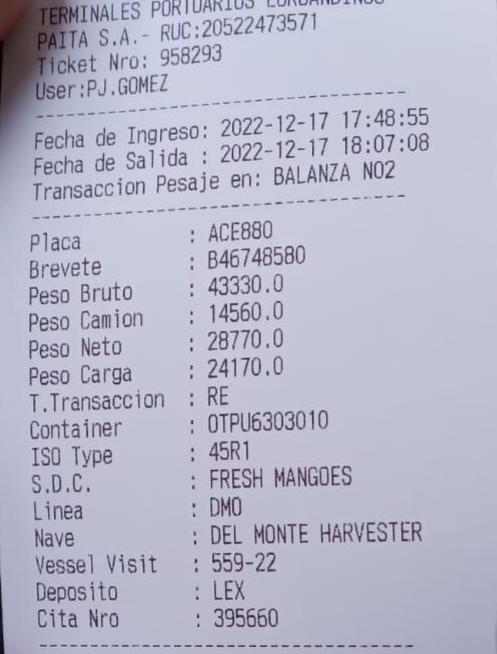 TERMINALES PORTUARIOS EUROANDINOS
PAITA S.A.- RUC:20522473571
Ticket Nro: 958293
User:PJ.GOMEZ
------------------------------------
Fecha de Ingreso: 2022-12-17 17:48:55
Fecha de Salida : 2022-12-17 18:07:08
Transaccion Pesaje en: BALANZA NO2
------------------------------------
Placa : ACE880
Brevete : B46748580
Peso Bruto : 43330.0
Peso Camion : 14560.0
Peso Neto : 28770.0
Peso Carga : 24170.0
T.Transaccion : RE
Container : OTPU6303010
ISO Type : 45R1
S.D.C. : FRESH MANGOES
Linea : DMO
Nave : DEL MONTE HARVESTER
Vessel Visit : 559-22
Deposito : LEX
Cita Nro : 395660
------------------------------------